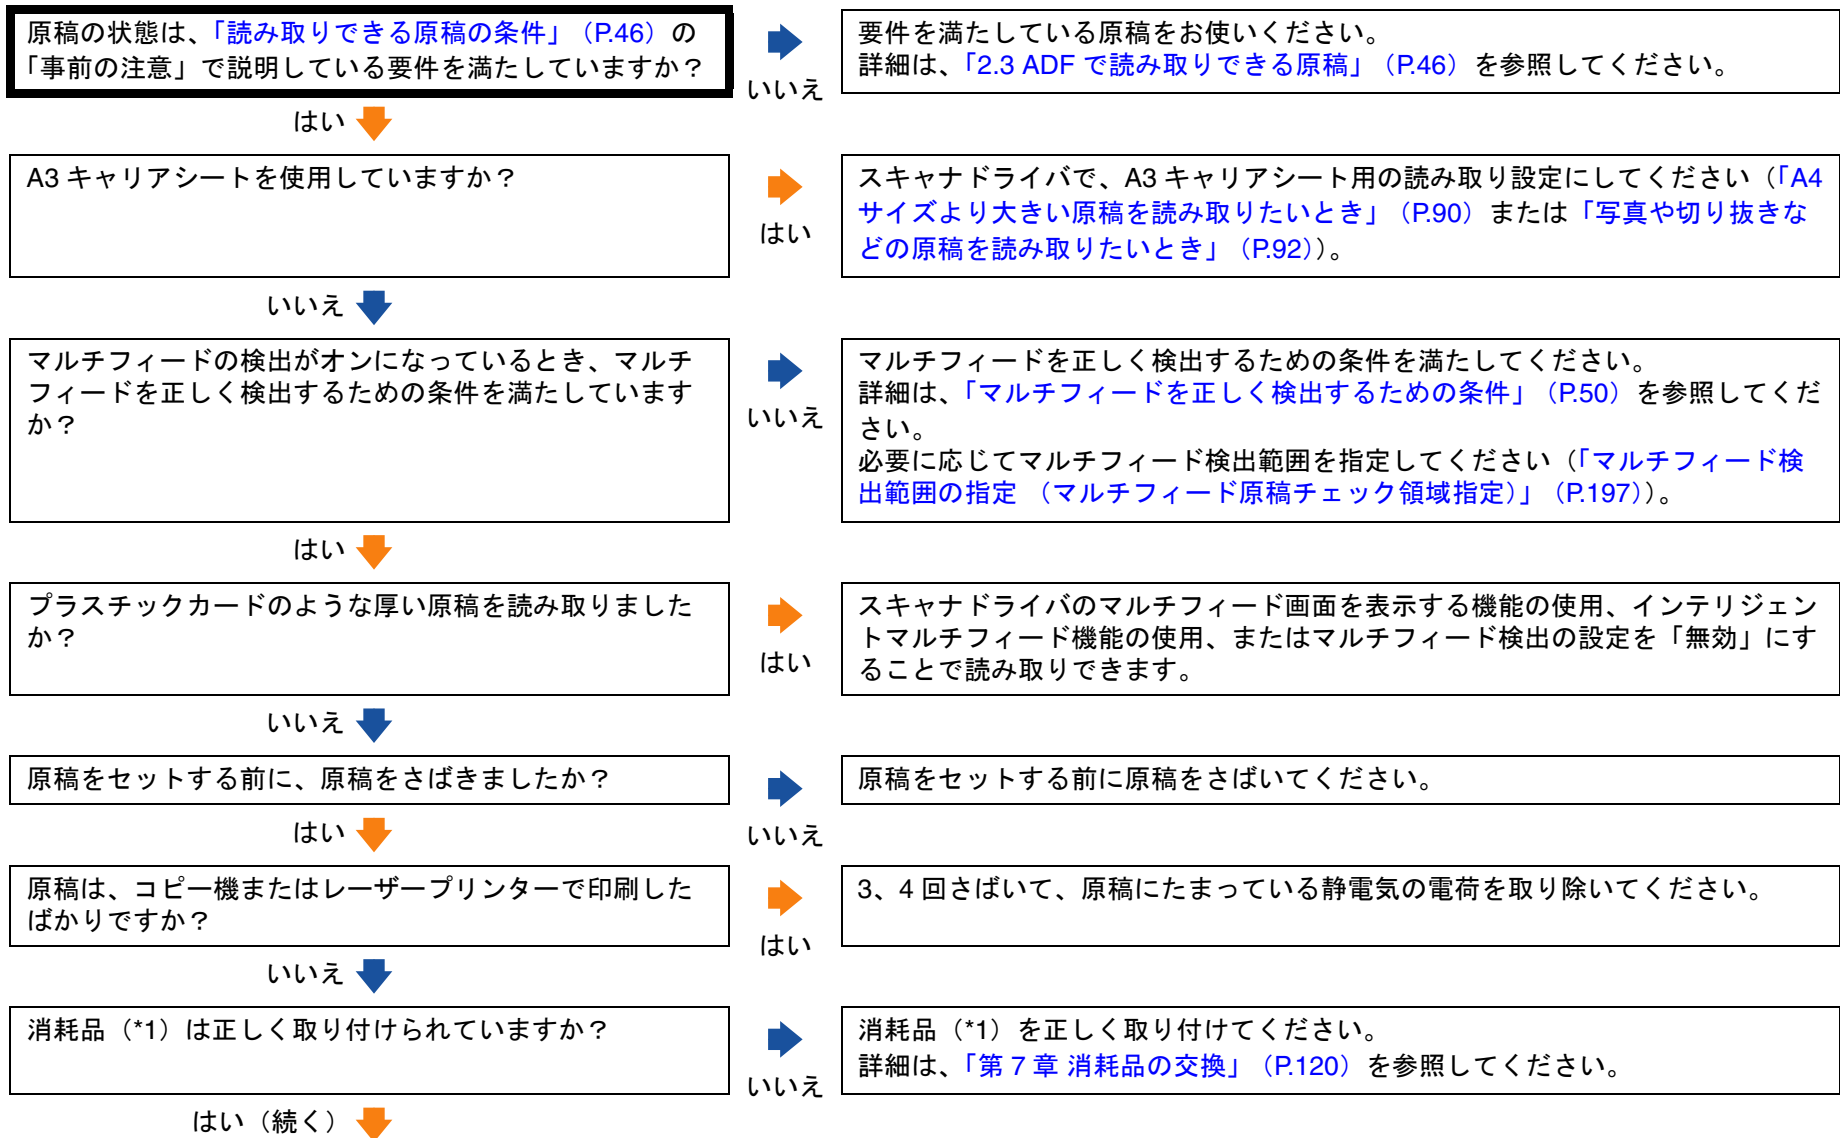 原稿の状態は、「読み取りできる原稿の条件」（P.46）の
「事前の注意」で説明している要件を満たしていますか？
いいえ
要件を満たしている原稿をお使いください。
詳細は、「2.3 ADF で読み取りできる原稿」（P.46）を参照してください。
はい
A3 キャリアシートを使用していますか？
はい
スキャナドライバで、A3 キャリアシート用の読み取り設定にしてください（「A4
サイズより大きい原稿を読み取りたいとき」（P.90）または「写真や切り抜きな
どの原稿を読み取りたいとき」（P.92））。
いいえ
マルチフィードの検出がオンになっているとき、マルチ
フィードを正しく検出するための条件を満たしています
か？
いいえ
マルチフィードを正しく検出するための条件を満たしてください。
詳細は、「マルチフィードを正しく検出するための条件」（P.50）を参照してくだ
さい。
必要に応じてマルチフィード検出範囲を指定してください（「マルチフィード検
出範囲の指定 （マルチフィード原稿チェック領域指定）」（P.197））。
はい
プラスチックカードのような厚い原稿を読み取りました
か？
はい
スキャナドライバのマルチフィード画面を表示する機能の使用、インテリジェン
トマルチフィード機能の使用、またはマルチフィード検出の設定を「無効」にす
ることで読み取りできます。
いいえ
原稿をセットする前に、原稿をさばきましたか？
いいえ
原稿をセットする前に原稿をさばいてください。
はい
原稿は、コピー機またはレーザープリンターで印刷した
ばかりですか？
はい
3、4 回さばいて、原稿にたまっている静電気の電荷を取り除いてください。
いいえ
消耗品（*1）は正しく取り付けられていますか？
いいえ
消耗品（*1）を正しく取り付けてください。
詳細は、「第 7 章 消耗品の交換」（P.120）を参照してください。
はい（続く）